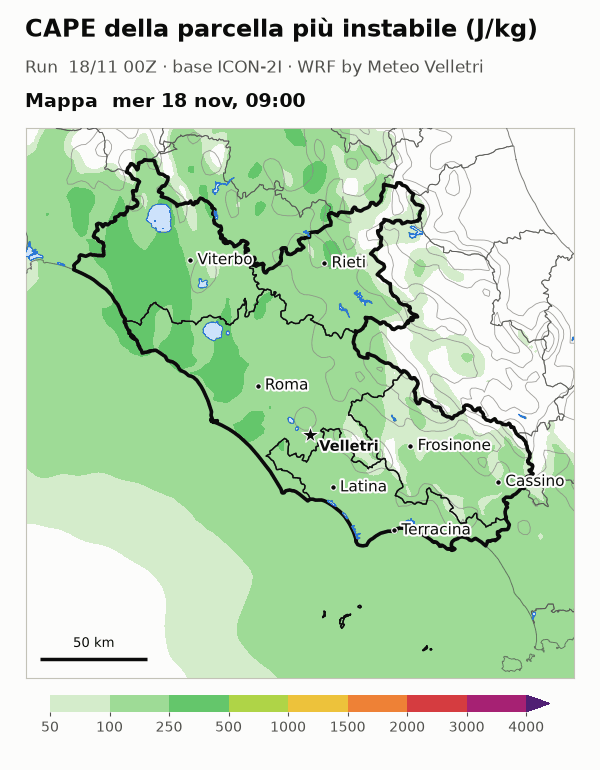 CAPE della parcella più instabile (J/kg)
Run 18/11 00Z · base ICON-2I · WRF by Meteo Velletri
Mappa mer 18 nov, 09:00
Viterbo
Rieti
Roma
Velletri
Frosinone
Cassino
Latina
Terracina
50 km
50 100 250 500 1000 1500 2000 3000 4000